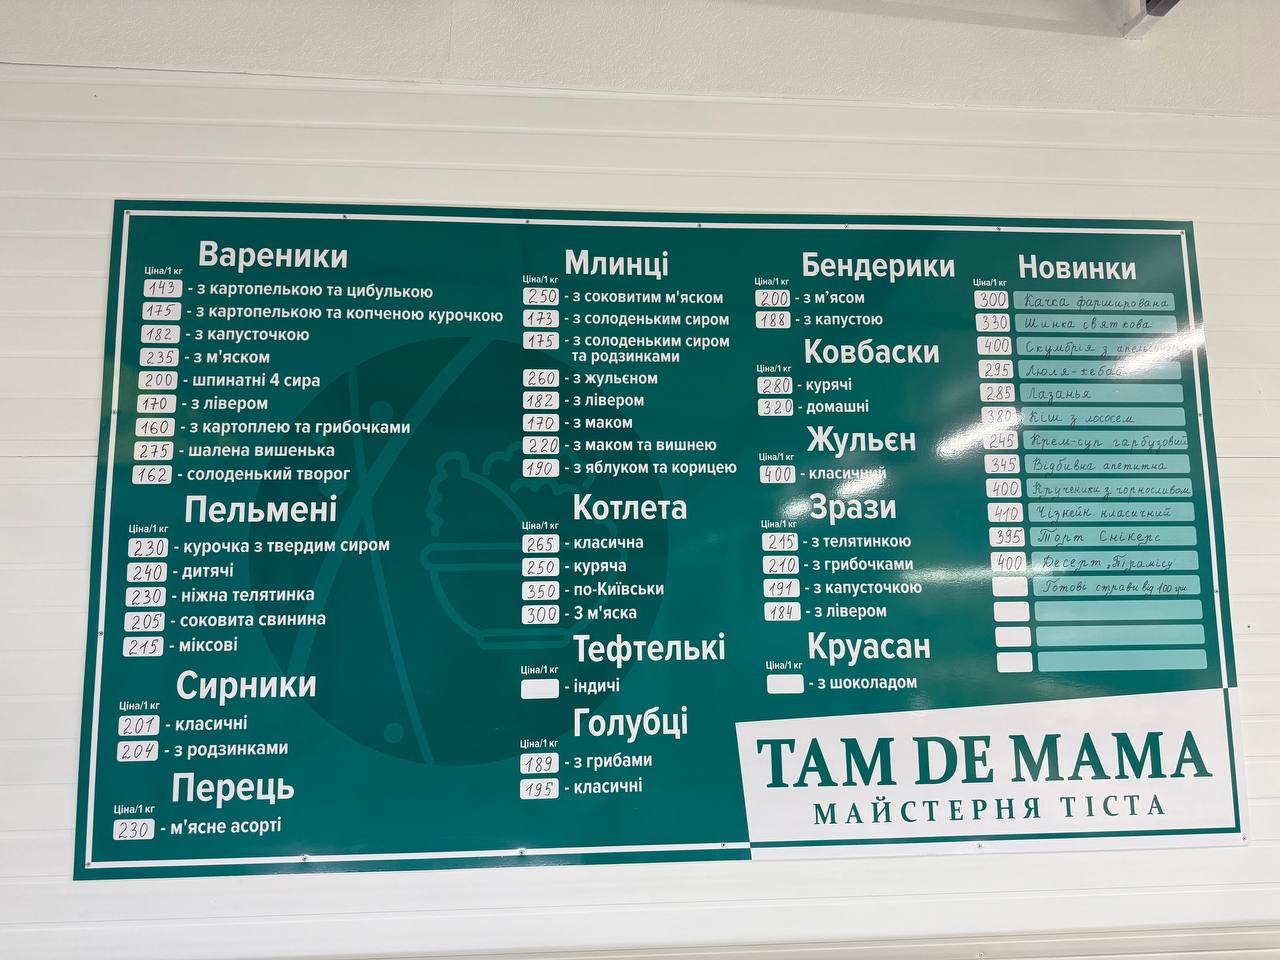 Вареники
Ціна/1 кг
143 - з картопелькою та цибулькою
175 - з картопелькою та копченою курочкою
182 - з капусточкою
235 - з м'яском
200 - шпинатні 4 сира
170 - з лівером
160 - з картоплею та грибочками
275 - шалена вишенька
162 - солоденький творог
Пельмені
Ціна/1 кг
230 - курочка з твердим сиром
240 - дитячі
230 - ніжна телятинка
205 - соковита свинина
215 - міксові
Сирники
Ціна/1 кг
201 - класичні
204 - з родзинками
Перець
Ціна/1 кг
230 - м'ясне асорті
Млинці
Ціна/1 кг
250 - з соковитим м'яском
173 - з солоденьким сиром
175 - з солоденьким сиром
та родзинками
260 - з жульєном
182 - з лівером
170 - з маком
220 - з маком та вишнею
190 - з яблуком та корицею
Котлета
Ціна/1 кг
265 - класична
250 - куряча
350 - по-Київськи
300 - З м'яска
Тефтелькі
Ціна/1 кг
- індичі
Голубці
Ціна/1 кг
189 - з грибами
195 - класичні
Бендерики
Ціна/1 кг
200 - з м'ясом
188 - з капустою
Ковбаски
Ціна/1 кг
280 - курячі
320 - домашні
Жульєн
Ціна/1 кг
400 - класичний
Зрази
Ціна/1 кг
215 - з телятинкою
210 - з грибочками
191 - з капусточкою
184 - з лівером
Круасан
Ціна/1 кг
- з шоколадом
Новинки
Ціна/1 кг
300 Качка фарширована
330 Шинка святкова
400 Скумбрія з
295 Люля-кебаб
285 Лазанья
380 Кіш з лососем
245 Крем-суп гарбузовий
345 Відбивна апетитна
400 Крученики з чорносливом
410 Чізкейк класичний
395 Торт Снікерс
400 Десерт „Тірамісу
Готові страви від 100 грн
TAM DE MAMA
МАЙСТЕРНЯ ТІСТА